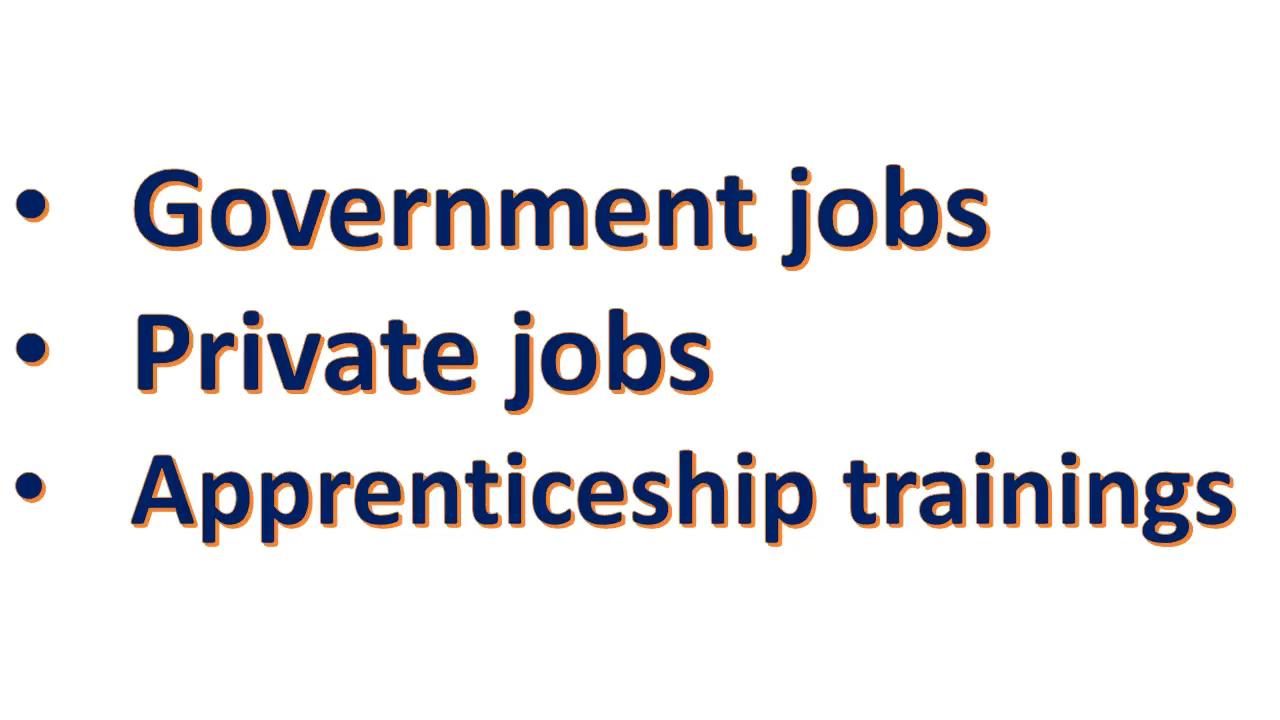 • Government jobs
• Private jobs
• Apprenticeship trainings